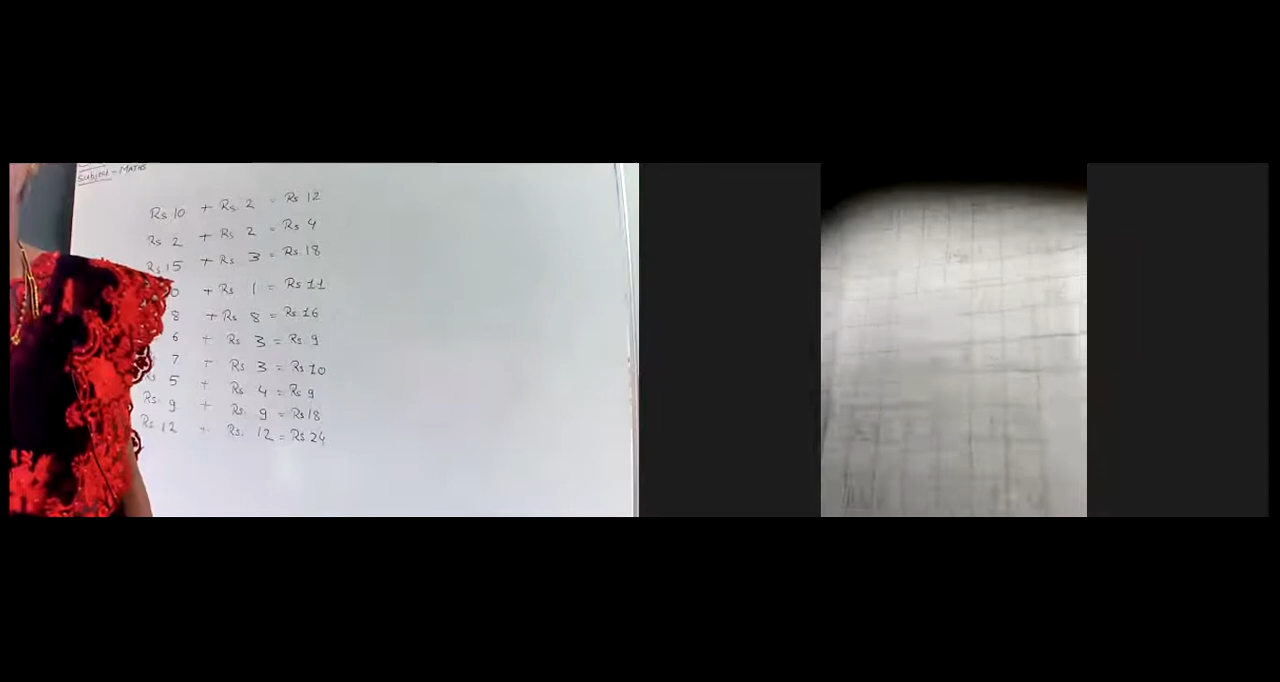 Subject = MATHS
Rs 10 + Rs. 2 = Rs 12
Rs 2 + Rs 2 = Rs 4
Rs 15 + Rs 3 = Rs 18
0 + Rs 1 = Rs 11
8 + Rs 8 = Rs 16
6 + Rs 3 = Rs 9
7 + Rs 3 = Rs 10
5 + Rs 4 = Rs 9
Rs. 9 + Rs. 9 = Rs 18
Rs. 12 + Rs. 12 = Rs. 24